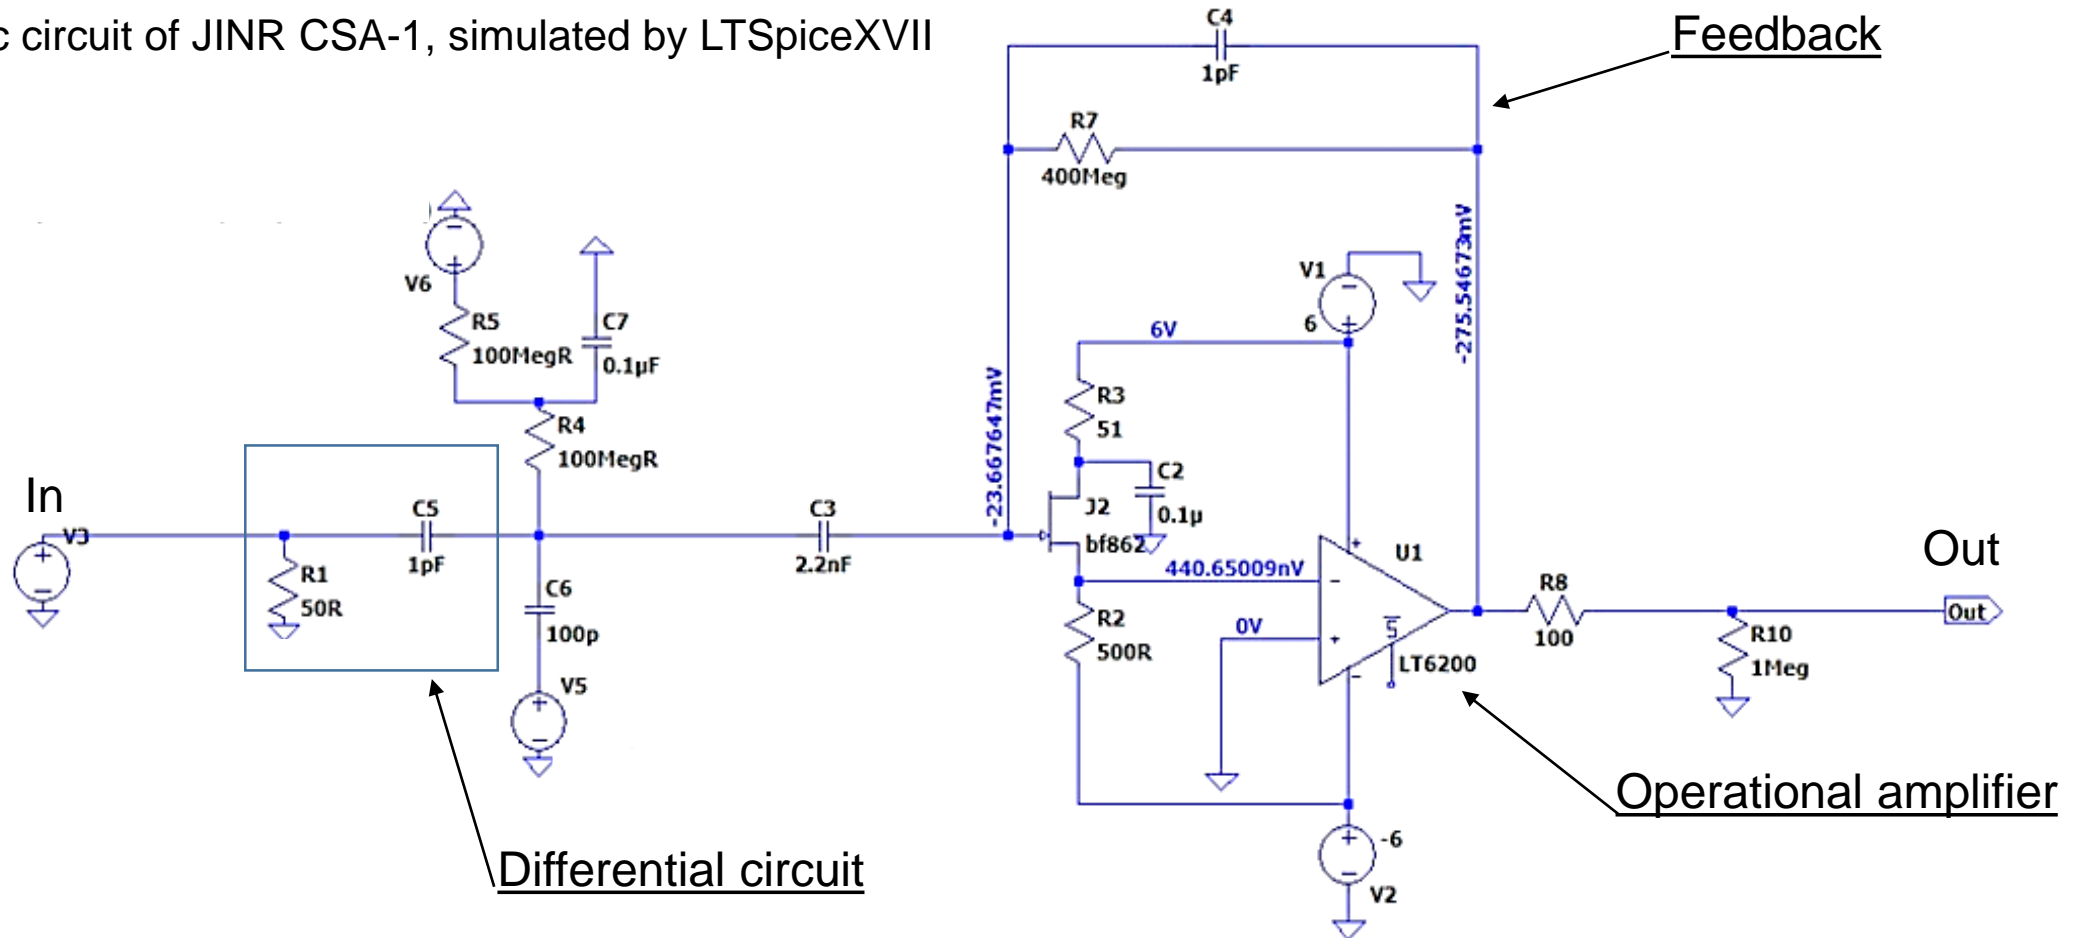 c circuit of JINR CSA-1, simulated by LTSpiceXVII
Feedback
C4
1pF
R7
400Meg
-275.54673mV
V6
R5
100MegR
C7
0.1µF
V1
6
6V
R3
51
-23.667647mV
R4
100MegR
In
V3
C5
1pF
C3
2.2nF
C2
0.1µ
J2
bf862
R1
50R
C6
100p
440.65009nV
U1
Out
R8
100
Out
R2
500R
0V
S
LT6200
R10
1Meg
V5
Operational amplifier
-6
V2
Differential circuit